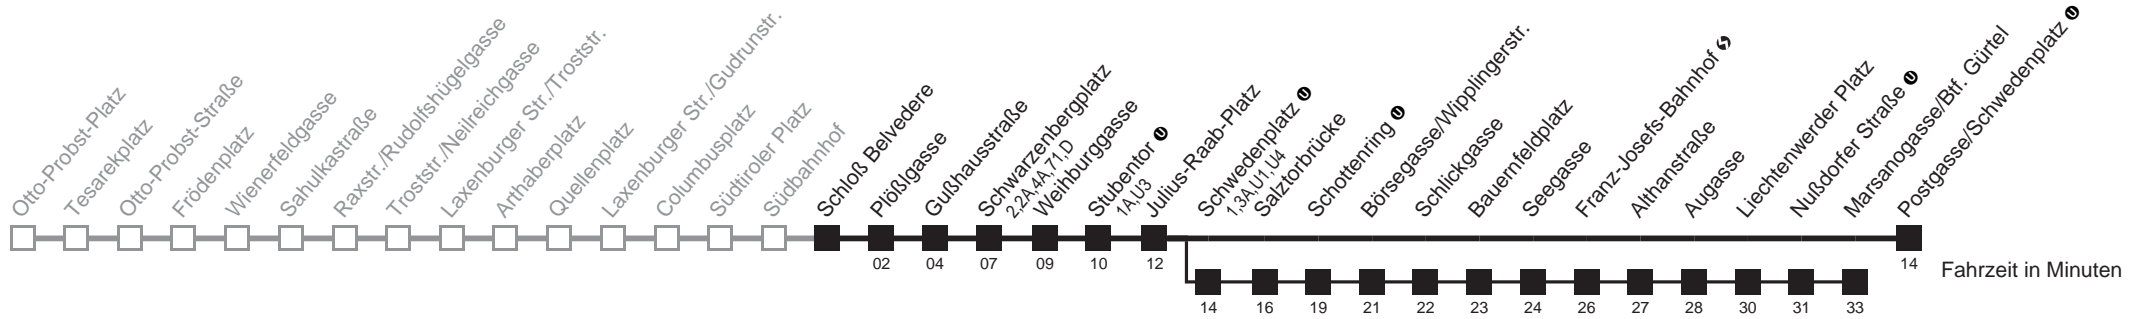 Otto-Probst-Platz
Tesarekplatz
Otto-Probst-Straße
Frödenplatz
Wienerfeldgasse
Sahulkastraße
Raxstr./Rudolfshügelgasse
Troststr./Neilreichgasse
Laxenburger Str./Troststr.
Arthaberplatz
Quellenplatz
Laxenburger Str./Gudrunstr.
Columbusplatz
Südtiroler Platz
Südbahnhof
Schloß Belvedere
Plößlgasse
Gußhausstraße
Schwarzenbergplatz
2,2A,4A,71,D
Weihburggasse
Stubentor U
1A,U3
Julius-Raab-Platz
Schwedenplatz U
1,3A,U1,U4
Salztorbrücke
Schottenring U
Börsegasse/Wipplingerstr.
Schlickgasse
Bauernfeldplatz
Seegasse
Franz-Josefs-Bahnhof
Althanstraße
Augasse
Liechtenwerder Platz
Nußdorfer Straße U
Marsanogasse/Btf. Gürtel
Postgasse/Schwedenplatz U
02 04 07 09 10 12 14
Fahrzeit in Minuten
14 16 19 21 22 23 24 26 27 28 30 31 33